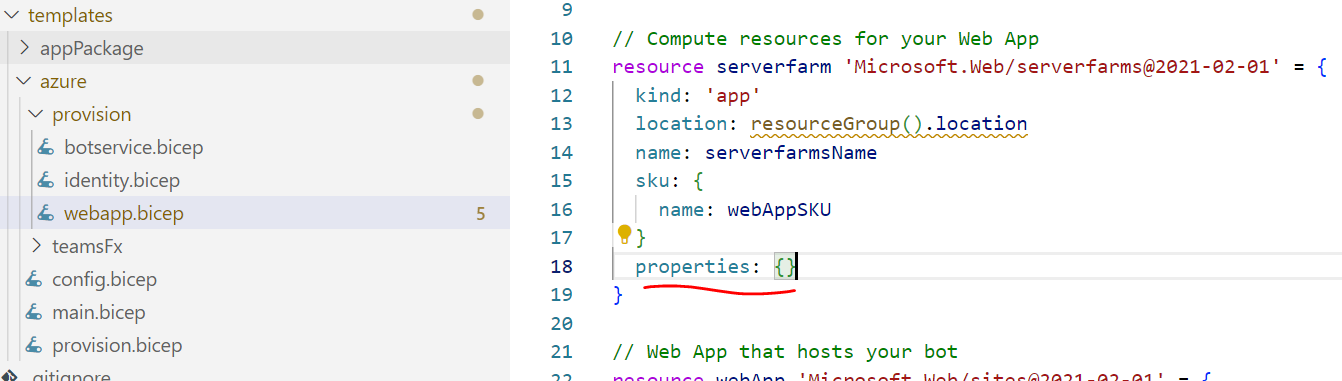 templates
appPackage
azure
provision
botservice.bicep
identity.bicep
webapp.bicep 5
teamsFx
config.bicep
main.bicep
provision.bicep
.gitignore
9
10 // Compute resources for your Web App
11 resource serverfarm 'Microsoft.Web/serverfarms@2021-02-01' = {
12 kind: 'app'
13 location: resourceGroup().location
14 name: serverfarmsName
15 sku: {
16 name: webAppSKU
17 }
18 properties: {}
19 }
20
21 // Web App that hosts your bot
22 resource webApp 'Microsoft.Web/sites@2021-02-01' = {